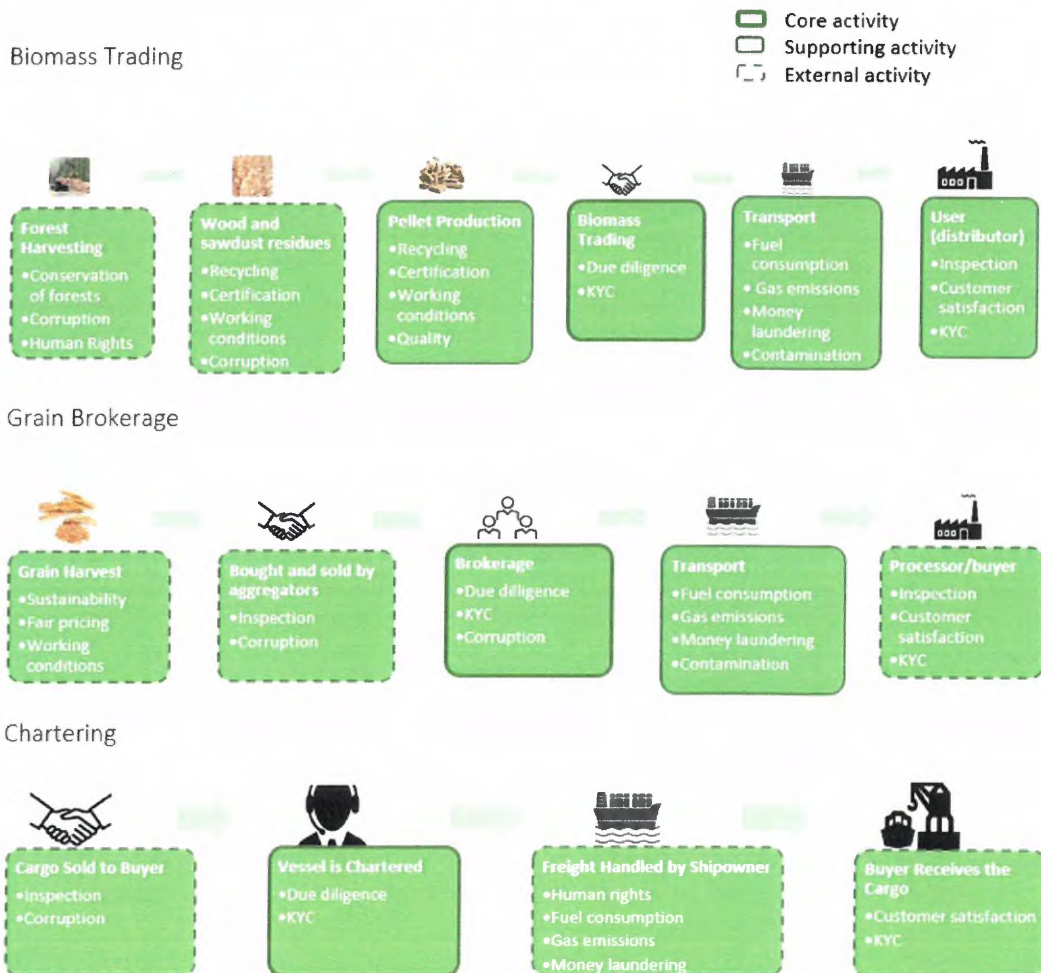 Core activity
Supporting activity
External activity
Biomass Trading
Forest
Harvesting
•Conservation
of forests
•Corruption
•Human Rights
Wood and
sawdust residues
•Recycling
•Certification
•Working
conditions
•Corruption
Pellet Production
•Recycling
•Certification
•Working
conditions
•Quality
Biomass
Trading
•Due diligence
•KYC
Transport
•Fuel
consumption
• Gas emissions
•Money
laundering
•Contamination
User
(distributor)
•Inspection
•Customer
satisfaction
•KYC
Grain Brokerage
Grain Harvest
•Sustainability
•Fair pricing
•Working
conditions
Bought and sold by
aggregators
•Inspection
•Corruption
Brokerage
•Due dilligence
•KYC
•Corruption
Transport
•Fuel consumption
•Gas emissions
•Money laundering
•Contamination
Processor/buyer
•Inspection
•Customer
satisfaction
•KYC
Chartering
Cargo Sold to Buyer
•Inspection
•Corruption
Vessel is Chartered
•Due diligence
•KYC
Freight Handled by Shipowner
•Human rights
•Fuel consumption
•Gas emissions
•Money laundering
Buyer Receives the
Cargo
•Customer satisfaction
•KYC